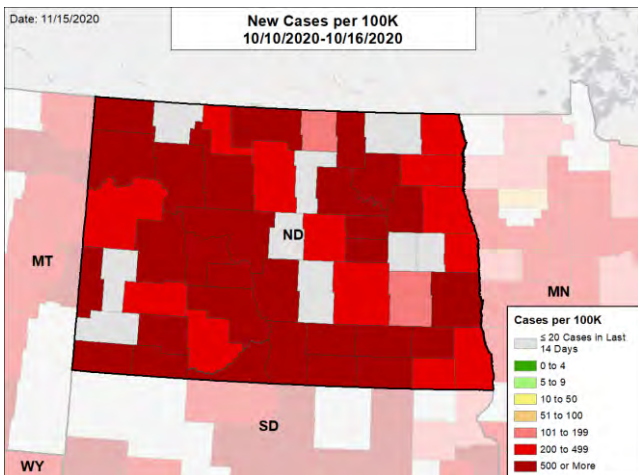 Date: 11/15/2020
New Cases per 100K
10/10/2020-10/16/2020
ND
MT
MN
SD
WY
Cases per 100K
≤ 20 Cases in Last
14 Days
0 to 4
5 to 9
10 to 50
51 to 100
101 to 199
200 to 499
500 or More